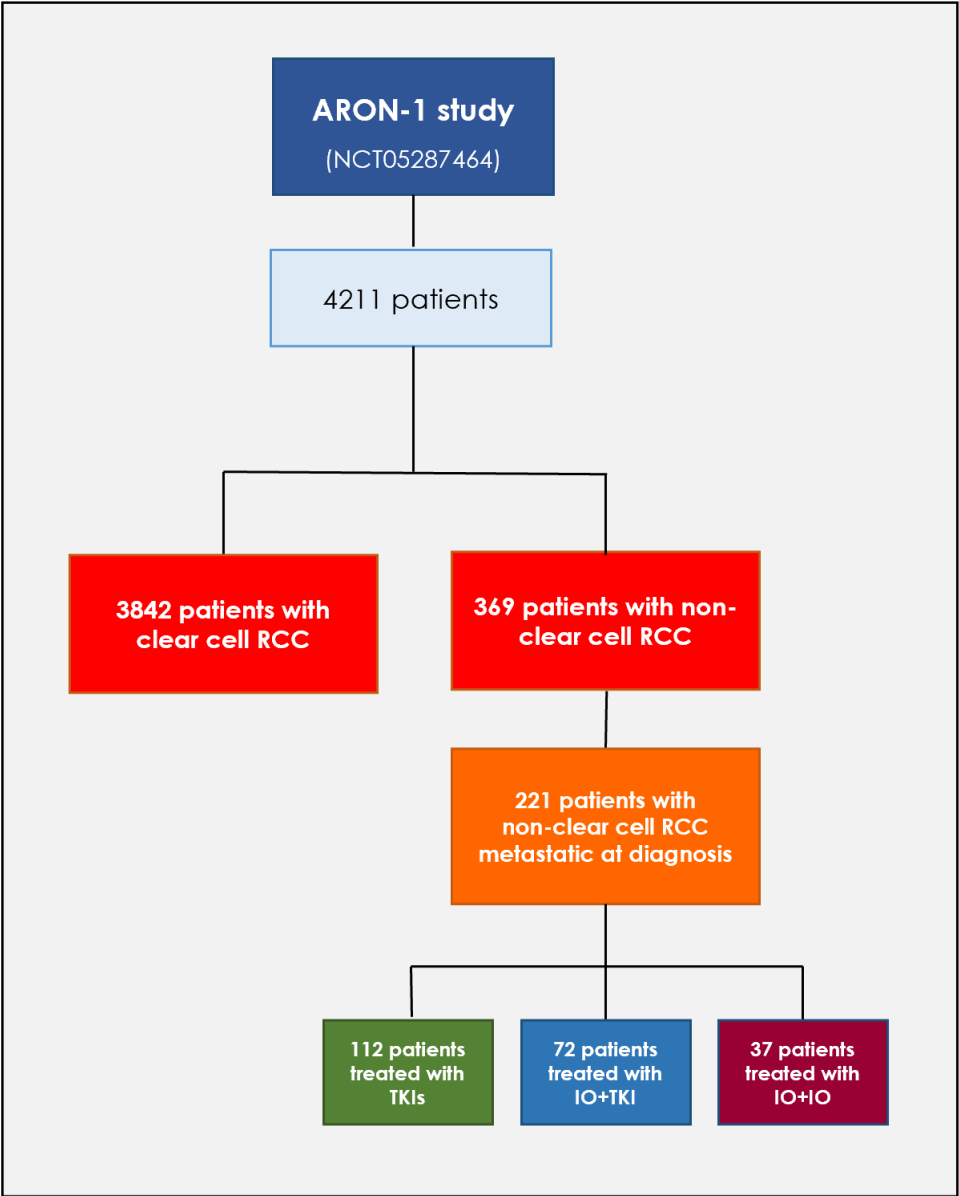 ARON-1 study
(NCT05287464)
4211 patients
3842 patients with
clear cell RCC
369 patients with non-
clear cell RCC
221 patients with
non-clear cell RCC
metastatic at diagnosis
112 patients
treated with
TKIs
72 patients
treated with
IO+TKI
37 patients
treated with
IO+IO